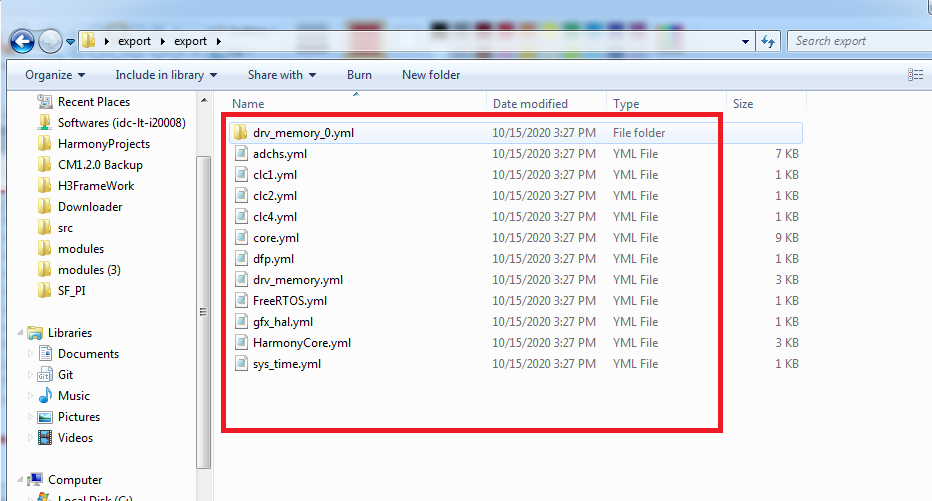 export export
Search export
Organize Include in library Share with Burn New folder
Name Date modified Type Size
Recent Places
Softwares (idc-lt-i20008)
HarmonyProjects
CM1.2.0 Backup
H3FrameWork
Downloader
src
modules
modules (3)
SF_PI
Libraries
Documents
Git
Music
Pictures
Videos
Computer
Local Disk (C:)
drv_memory_0.yml 10/15/2020 3:27 PM File folder
adchs.yml 10/15/2020 3:27 PM YML File 7 KB
clc1.yml 10/15/2020 3:27 PM YML File 1 KB
clc2.yml 10/15/2020 3:27 PM YML File 1 KB
clc4.yml 10/15/2020 3:27 PM YML File 1 KB
core.yml 10/15/2020 3:27 PM YML File 9 KB
dfp.yml 10/15/2020 3:27 PM YML File 1 KB
drv_memory.yml 10/15/2020 3:27 PM YML File 3 KB
FreeRTOS.yml 10/15/2020 3:27 PM YML File 1 KB
gfx_hal.yml 10/15/2020 3:27 PM YML File 1 KB
HarmonyCore.yml 10/15/2020 3:27 PM YML File 3 KB
sys_time.yml 10/15/2020 3:27 PM YML File 1 KB